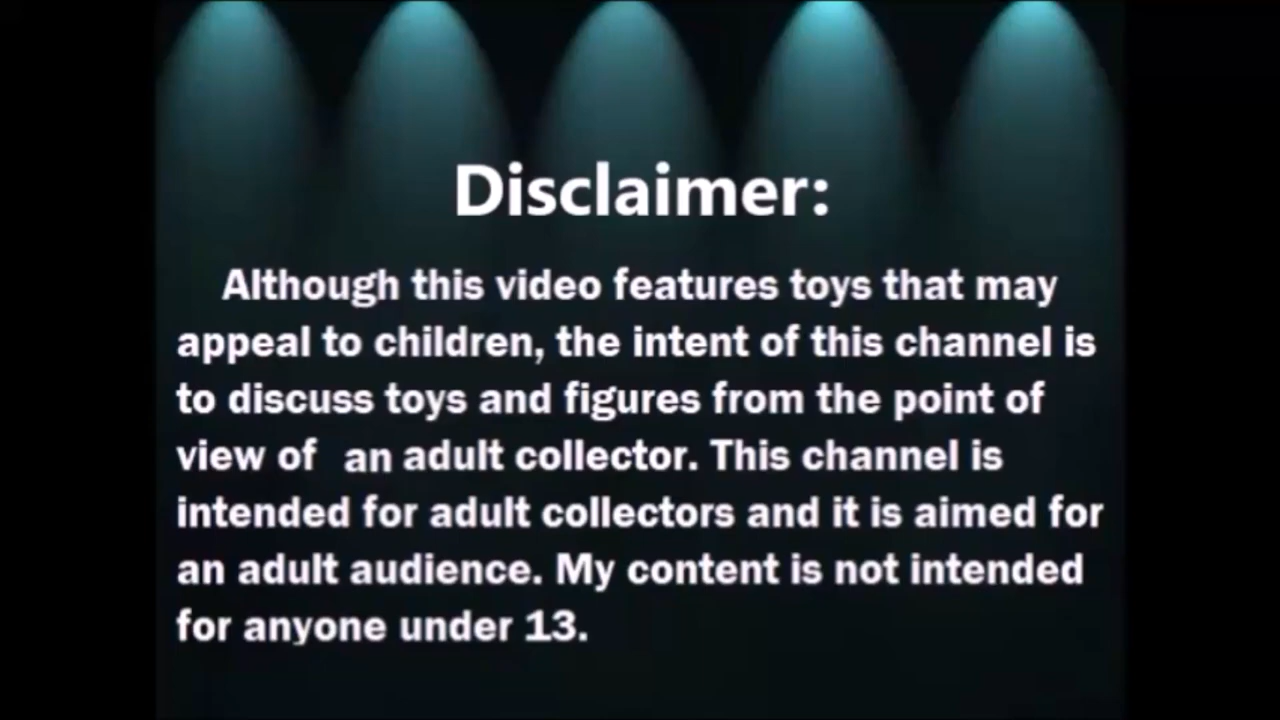 Disclaimer:
Although this video features toys that may
appeal to children, the intent of this channel is
to discuss toys and figures from the point of
view of an adult collector. This channel is
intended for adult collectors and it is aimed for
an adult audience. My content is not intended
for anyone under 13.